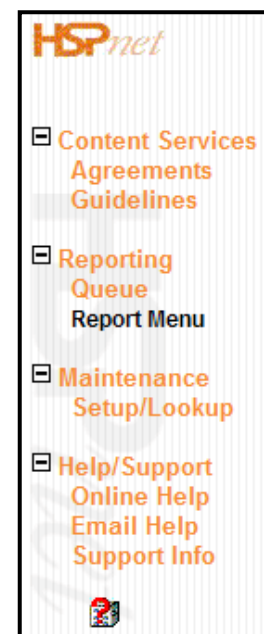 HSPnet
Content Services
Agreements
Guidelines
Reporting
Queue
Report Menu
Maintenance
Setup/Lookup
Help/Support
Online Help
Email Help
Support Info